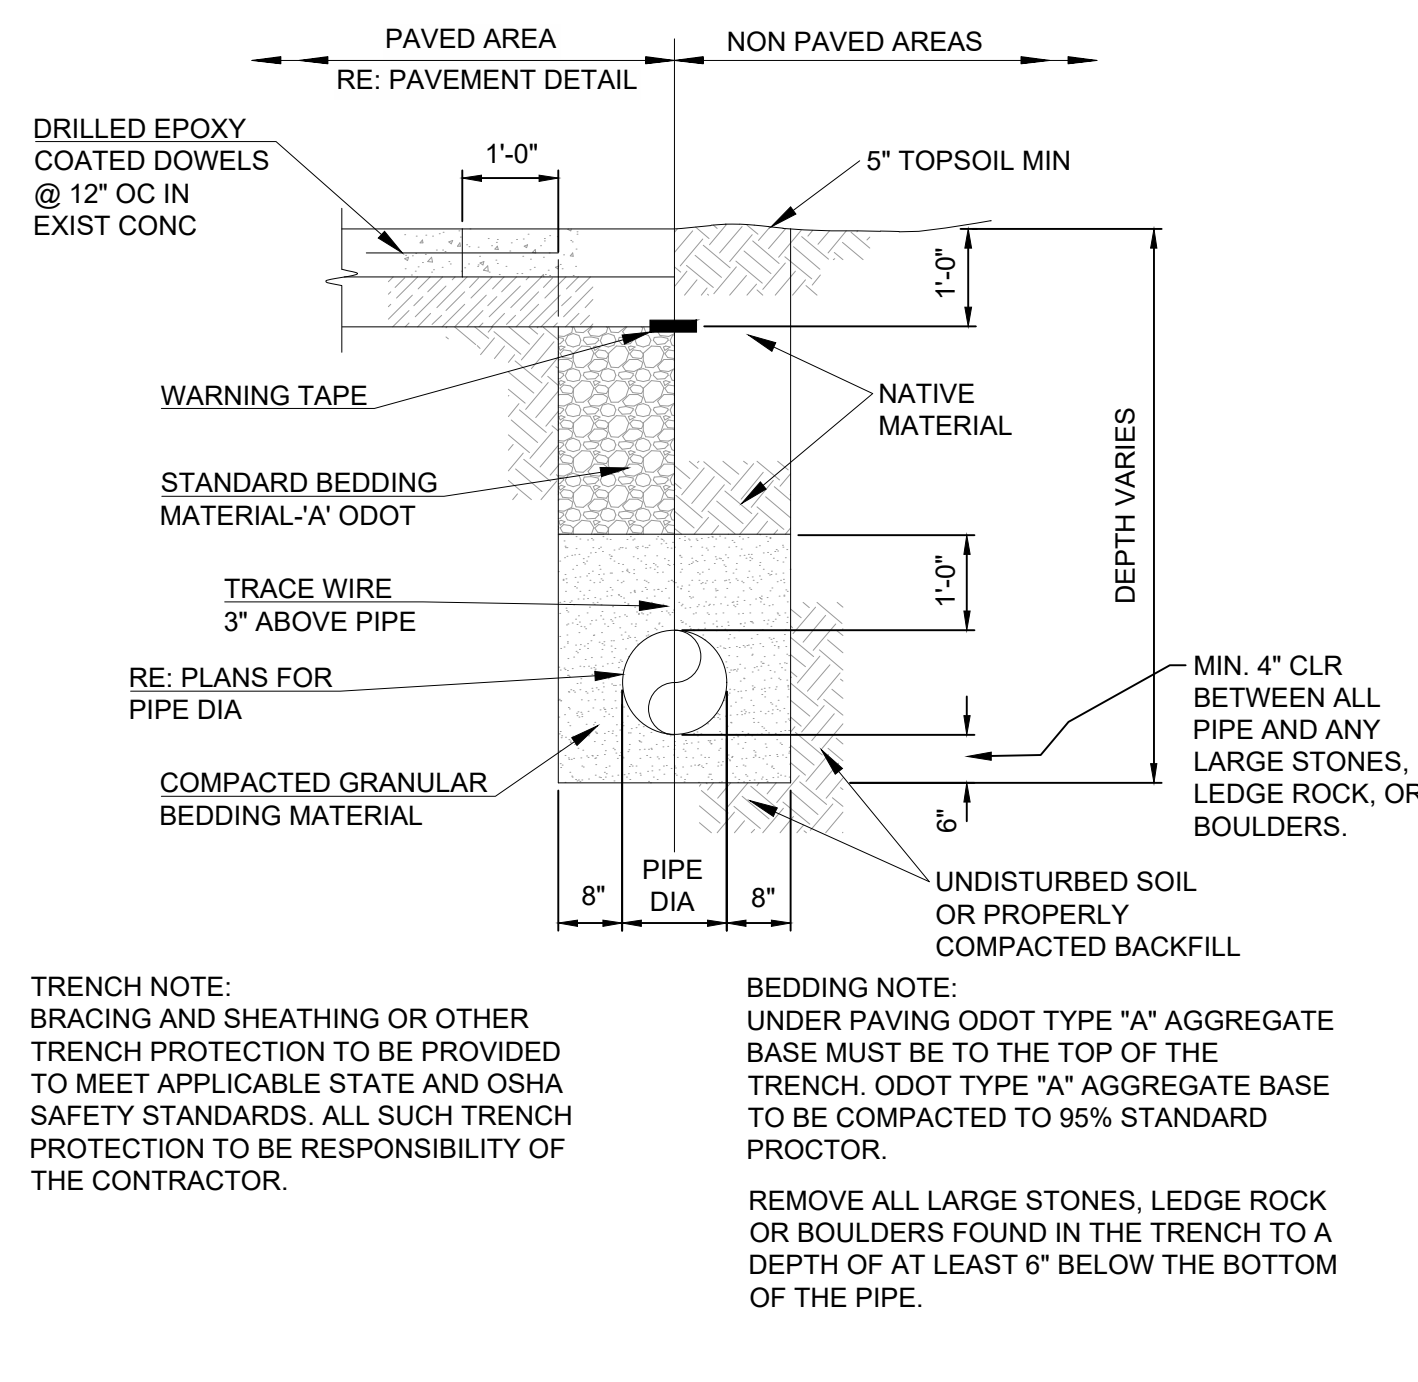 PAVED AREA
RE: PAVEMENT DETAIL
NON PAVED AREAS
DRILLED EPOXY
COATED DOWELS
@ 12" OC IN
EXIST CONC
1'-0"
5" TOPSOIL MIN
1'-0"
WARNING TAPE
NATIVE
MATERIAL
STANDARD BEDDING
MATERIAL-'A' ODOT
DEPTH VARIES
TRACE WIRE
3" ABOVE PIPE
1'-0"
RE: PLANS FOR
PIPE DIA
MIN. 4" CLR
BETWEEN ALL
PIPE AND ANY
LARGE STONES,
LEDGE ROCK, OR
BOULDERS.
COMPACTED GRANULAR
BEDDING MATERIAL
6"
8"
PIPE
DIA
8"
UNDISTURBED SOIL
OR PROPERLY
COMPACTED BACKFILL
TRENCH NOTE:
BRACING AND SHEATHING OR OTHER
TRENCH PROTECTION TO BE PROVIDED
TO MEET APPLICABLE STATE AND OSHA
SAFETY STANDARDS. ALL SUCH TRENCH
PROTECTION TO BE RESPONSIBILITY OF
THE CONTRACTOR.
BEDDING NOTE:
UNDER PAVING ODOT TYPE "A" AGGREGATE
BASE MUST BE TO THE TOP OF THE
TRENCH. ODOT TYPE "A" AGGREGATE BASE
TO BE COMPACTED TO 95% STANDARD
PROCTOR.
REMOVE ALL LARGE STONES, LEDGE ROCK
OR BOULDERS FOUND IN THE TRENCH TO A
DEPTH OF AT LEAST 6" BELOW THE BOTTOM
OF THE PIPE.